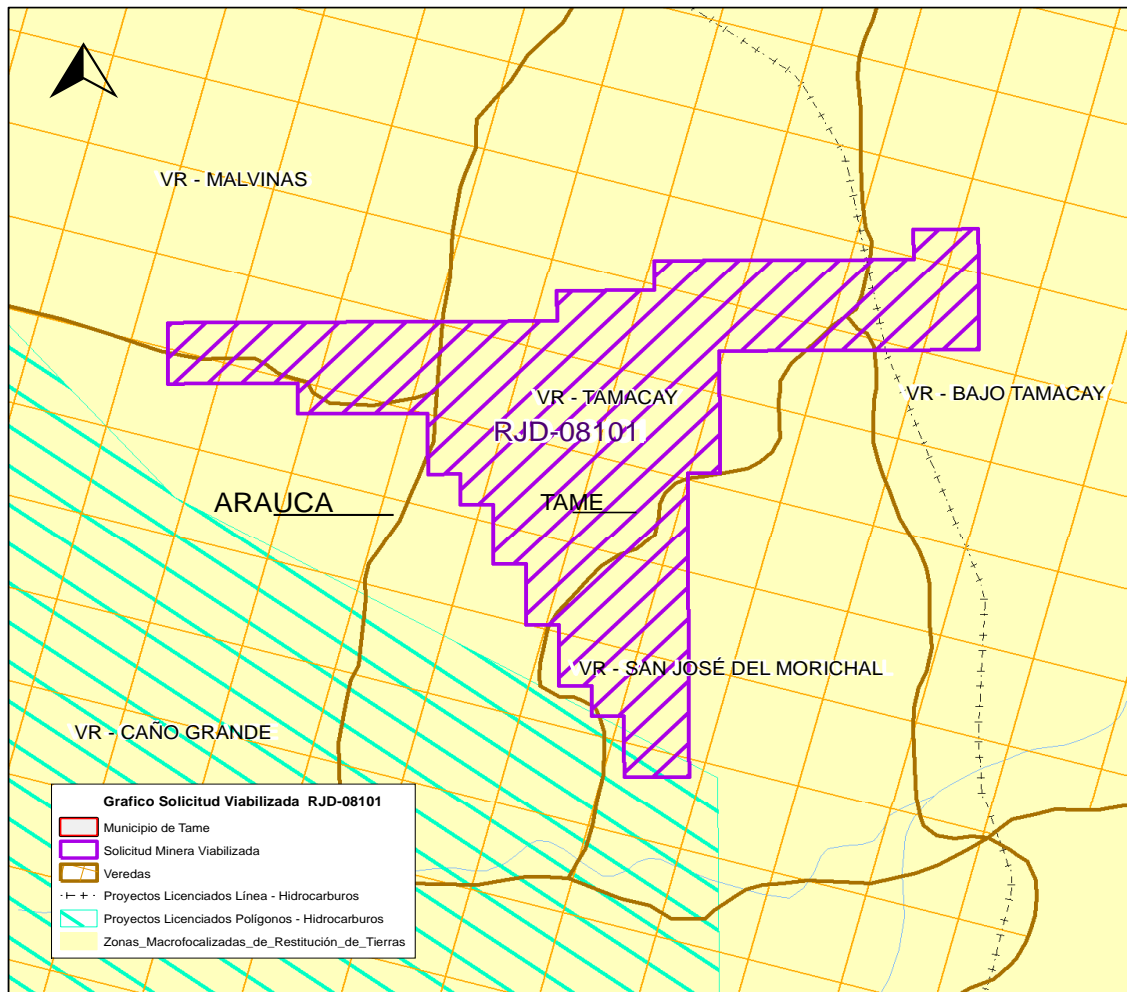 VR - MALVINAS
VR - TAMACAY
VR - BAJO TAMACAY
RJD-08101
ARAUCA
TAME
VR - SAN JOSÉ DEL MORICHAL
VR - CAÑO GRANDE
Grafico Solicitud Viabilizada RJD-08101
Municipio de Tame
Solicitud Minera Viabilizada
Veredas
Proyectos Licenciados Línea - Hidrocarburos
Proyectos Licenciados Polígonos - Hidrocarburos
Zonas_Macrofocalizadas_de_Restitución_de_Tierras